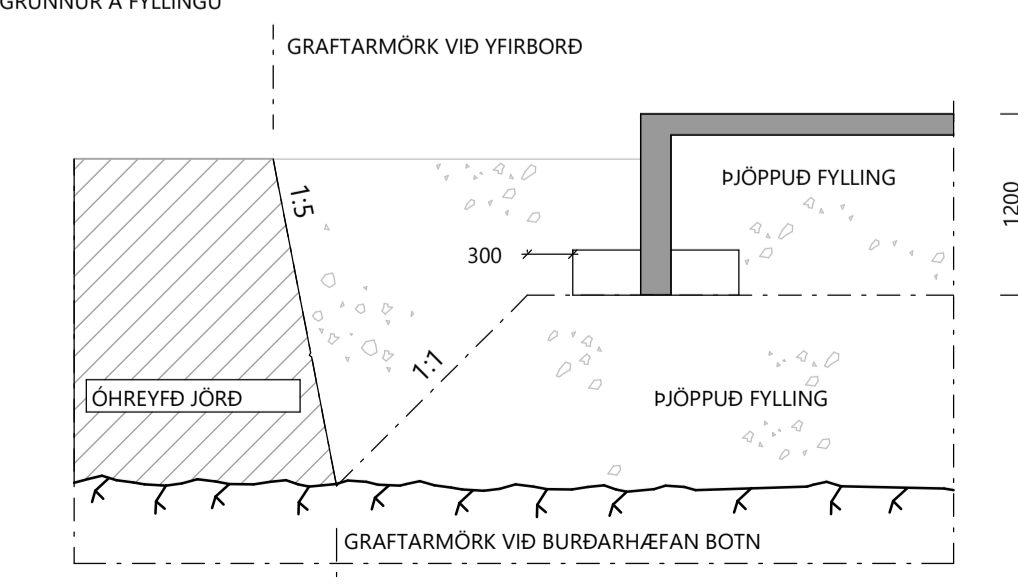 GRUNNUR Á FYLLINGU
GRAFTARMÖRK VIÐ YFIRBORÐ
1:5
ÞJÖPPUÐ FYLLING
1200
300
1:1
ÓHREYFÐ JÖRÐ
ÞJÖPPUÐ FYLLING
GRAFTARMÖRK VIÐ BURÐARHÆFAN BOTN